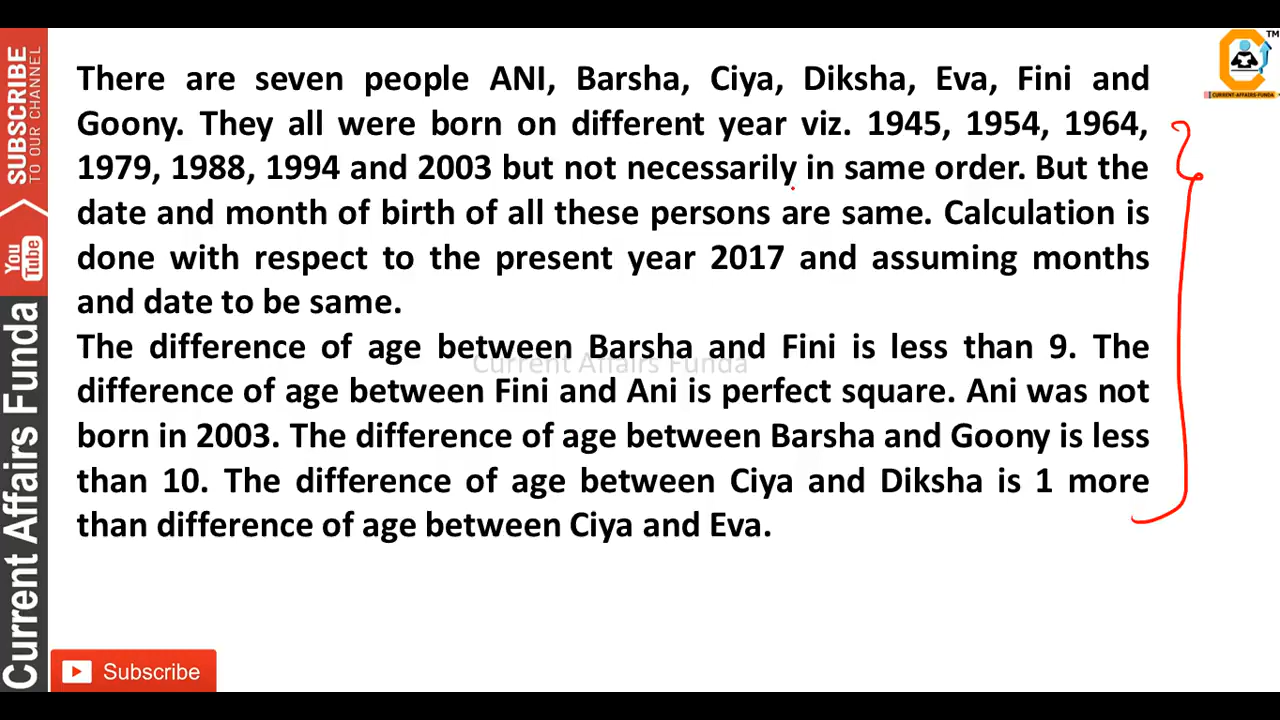 There are seven people ANI, Barsha, Ciya, Diksha, Eva, Fini and
Goony. They all were born on different year viz. 1945, 1954, 1964,
1979, 1988, 1994 and 2003 but not necessarily in same order. But the
date and month of birth of all these persons are same. Calculation is
done with respect to the present year 2017 and assuming months
and date to be same.
The difference of age between Barsha and Fini is less than 9. The
difference of age between Fini and Ani is perfect square. Ani was not
born in 2003. The difference of age between Barsha and Goony is less
than 10. The difference of age between Ciya and Diksha is 1 more
than difference of age between Ciya and Eva.
Current Affairs Funda
SUBSCRIBE
TO OUR CHANNEL
You
Tube
Current Affairs Funda
Subscribe
TM
CURRENT-AFFAIRS-FUNDA